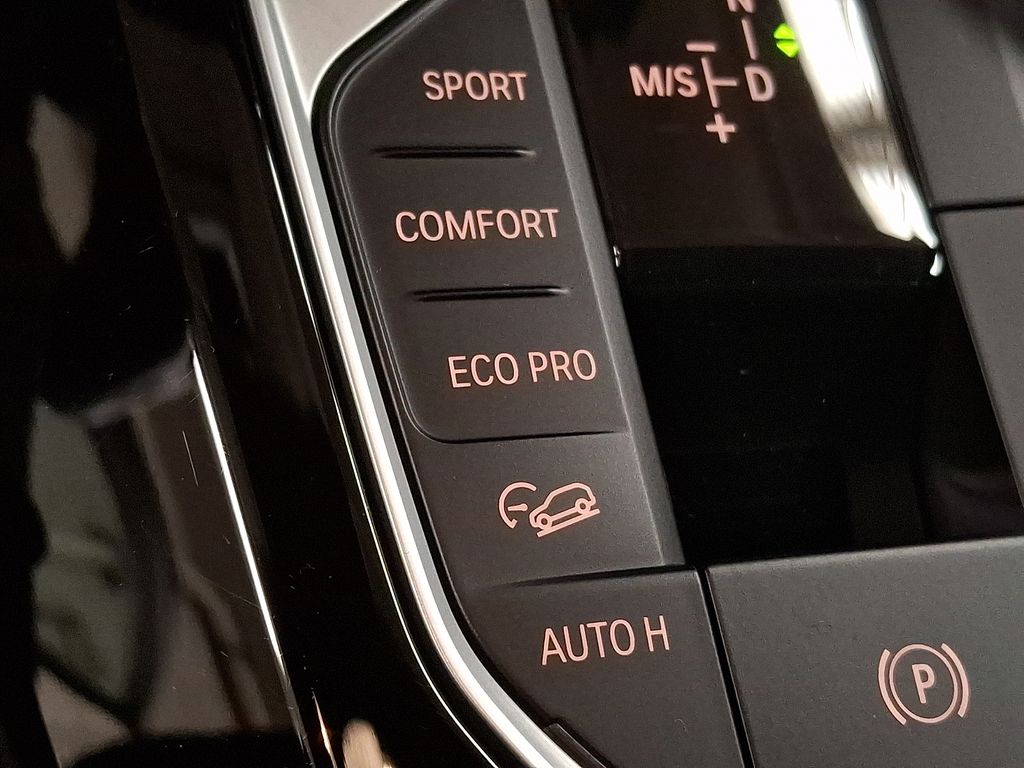 N
SPORT
M/S
D
+
COMFORT
ECO PRO
AUTO H
P